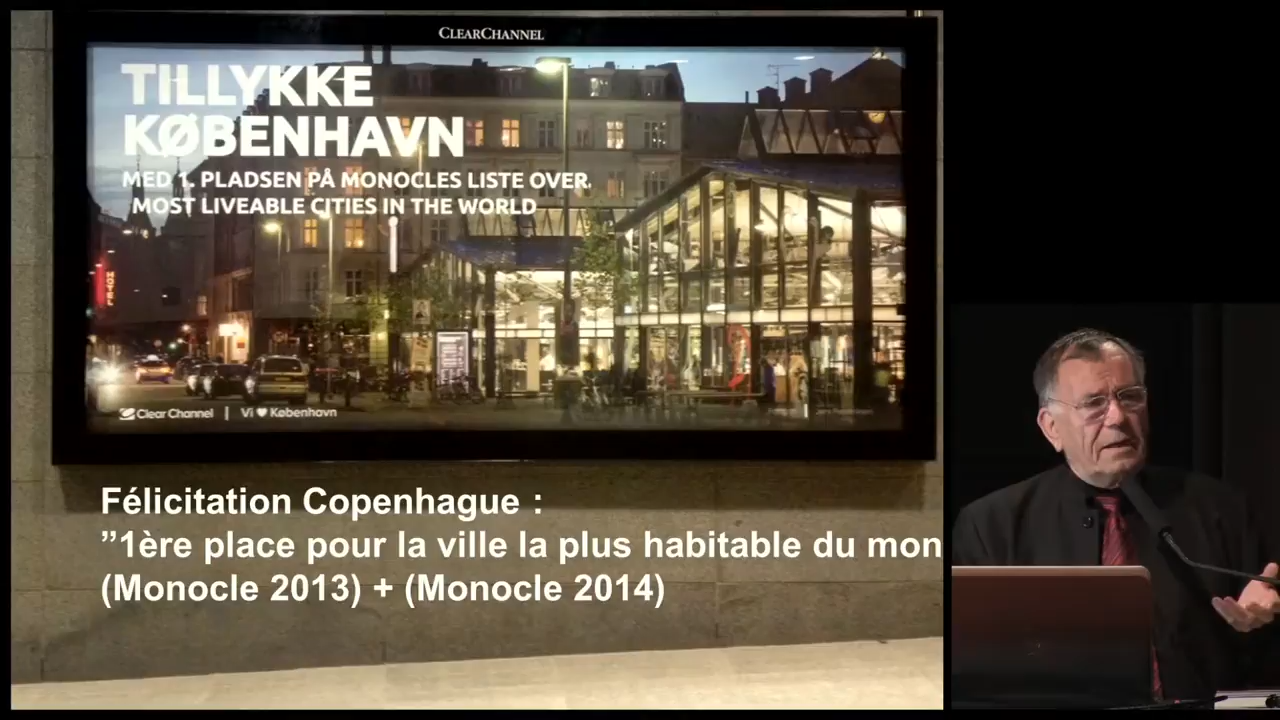 CLEARCHANNEL
TILLYKKE
KØBENHAVN
MED 1. PLADSEN PÅ MONOCLES LISTE OVER
MOST LIVEABLE CITIES IN THE WORLD
HOTEL
Clear Channel | Vi ♥ København
Félicitation Copenhague :
”1ère place pour la ville la plus habitable du mon
(Monocle 2013) + (Monocle 2014)